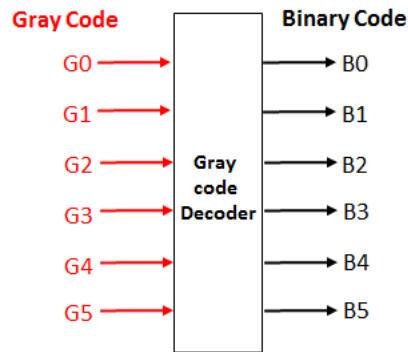 Gray Code
Binary Code
G0
B0
G1
B1
G2
B2
Gray
code
Decoder
G3
B3
G4
B4
G5
B5